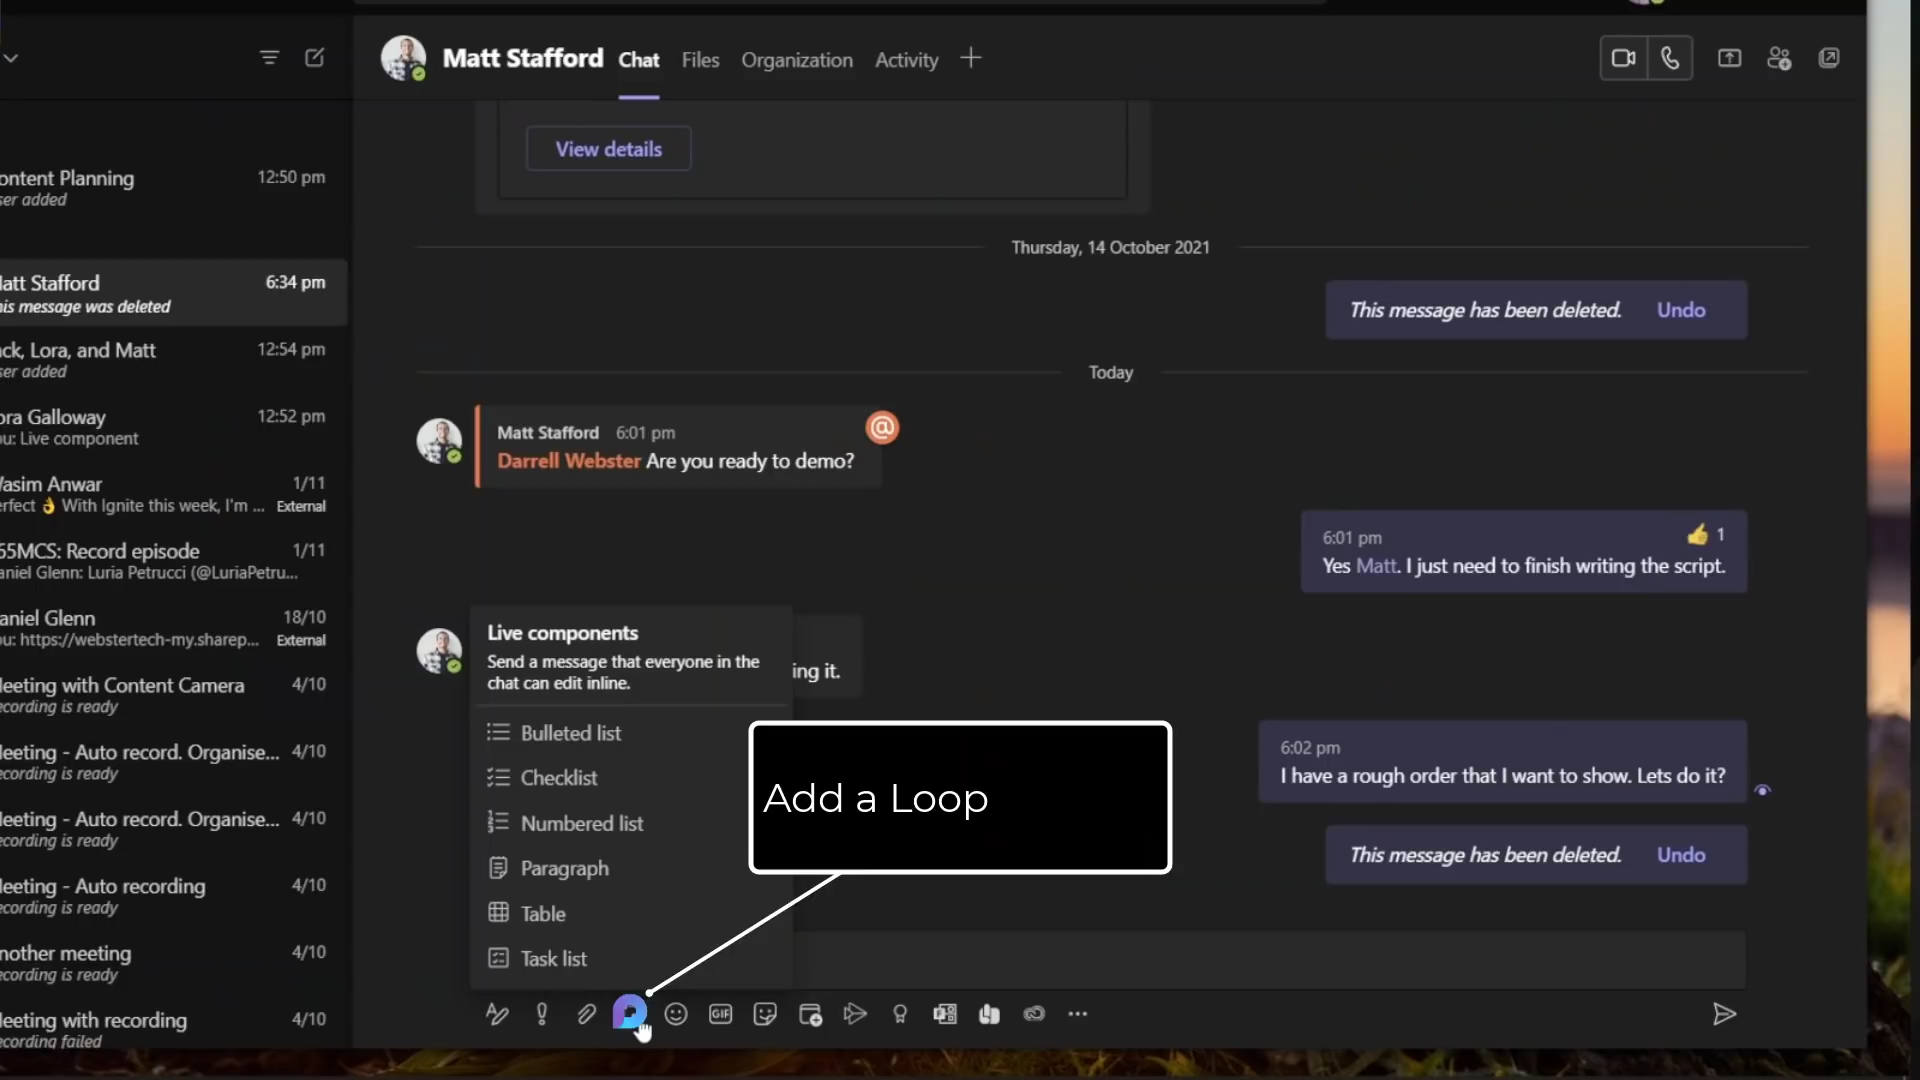 Matt Stafford Chat Files Organization Activity
ontent Planning 12:50 pm
ser added
latt Stafford 6:34 pm
his message was deleted
ck, Lora, and Matt 12:54 pm
ser added
ora Galloway 12:52 pm
ou: Live component
Vasim Anwar 1/11
erfect 👌 With Ignite this week, I'm ... External
65MCS: Record episode 1/11
aniel Glenn: Luria Petrucci (@LuriaPetru...
aniel Glenn 18/10
ou: https://webstertech-my.sharep... External
leeting with Content Camera 4/10
ecording is ready
leeting - Auto record. Organise... 4/10
ecording is ready
leeting - Auto record. Organise... 4/10
ecording is ready
leeting - Auto recording 4/10
ecording is ready
nother meeting 4/10
ecording is ready
leeting with recording 4/10
ecording failed
View details
Thursday, 14 October 2021
This message has been deleted. Undo
Today
Matt Stafford 6:01 pm
@
Darrell Webster Are you ready to demo?
6:01 pm 👍 1
Yes Matt. I just need to finish writing the script.
ing it.
Live components
Send a message that everyone in the
chat can edit inline.
Bulleted list
Checklist
Numbered list
Paragraph
Table
Task list
Add a Loop
6:02 pm
I have a rough order that I want to show. Lets do it?
This message has been deleted. Undo
GIF